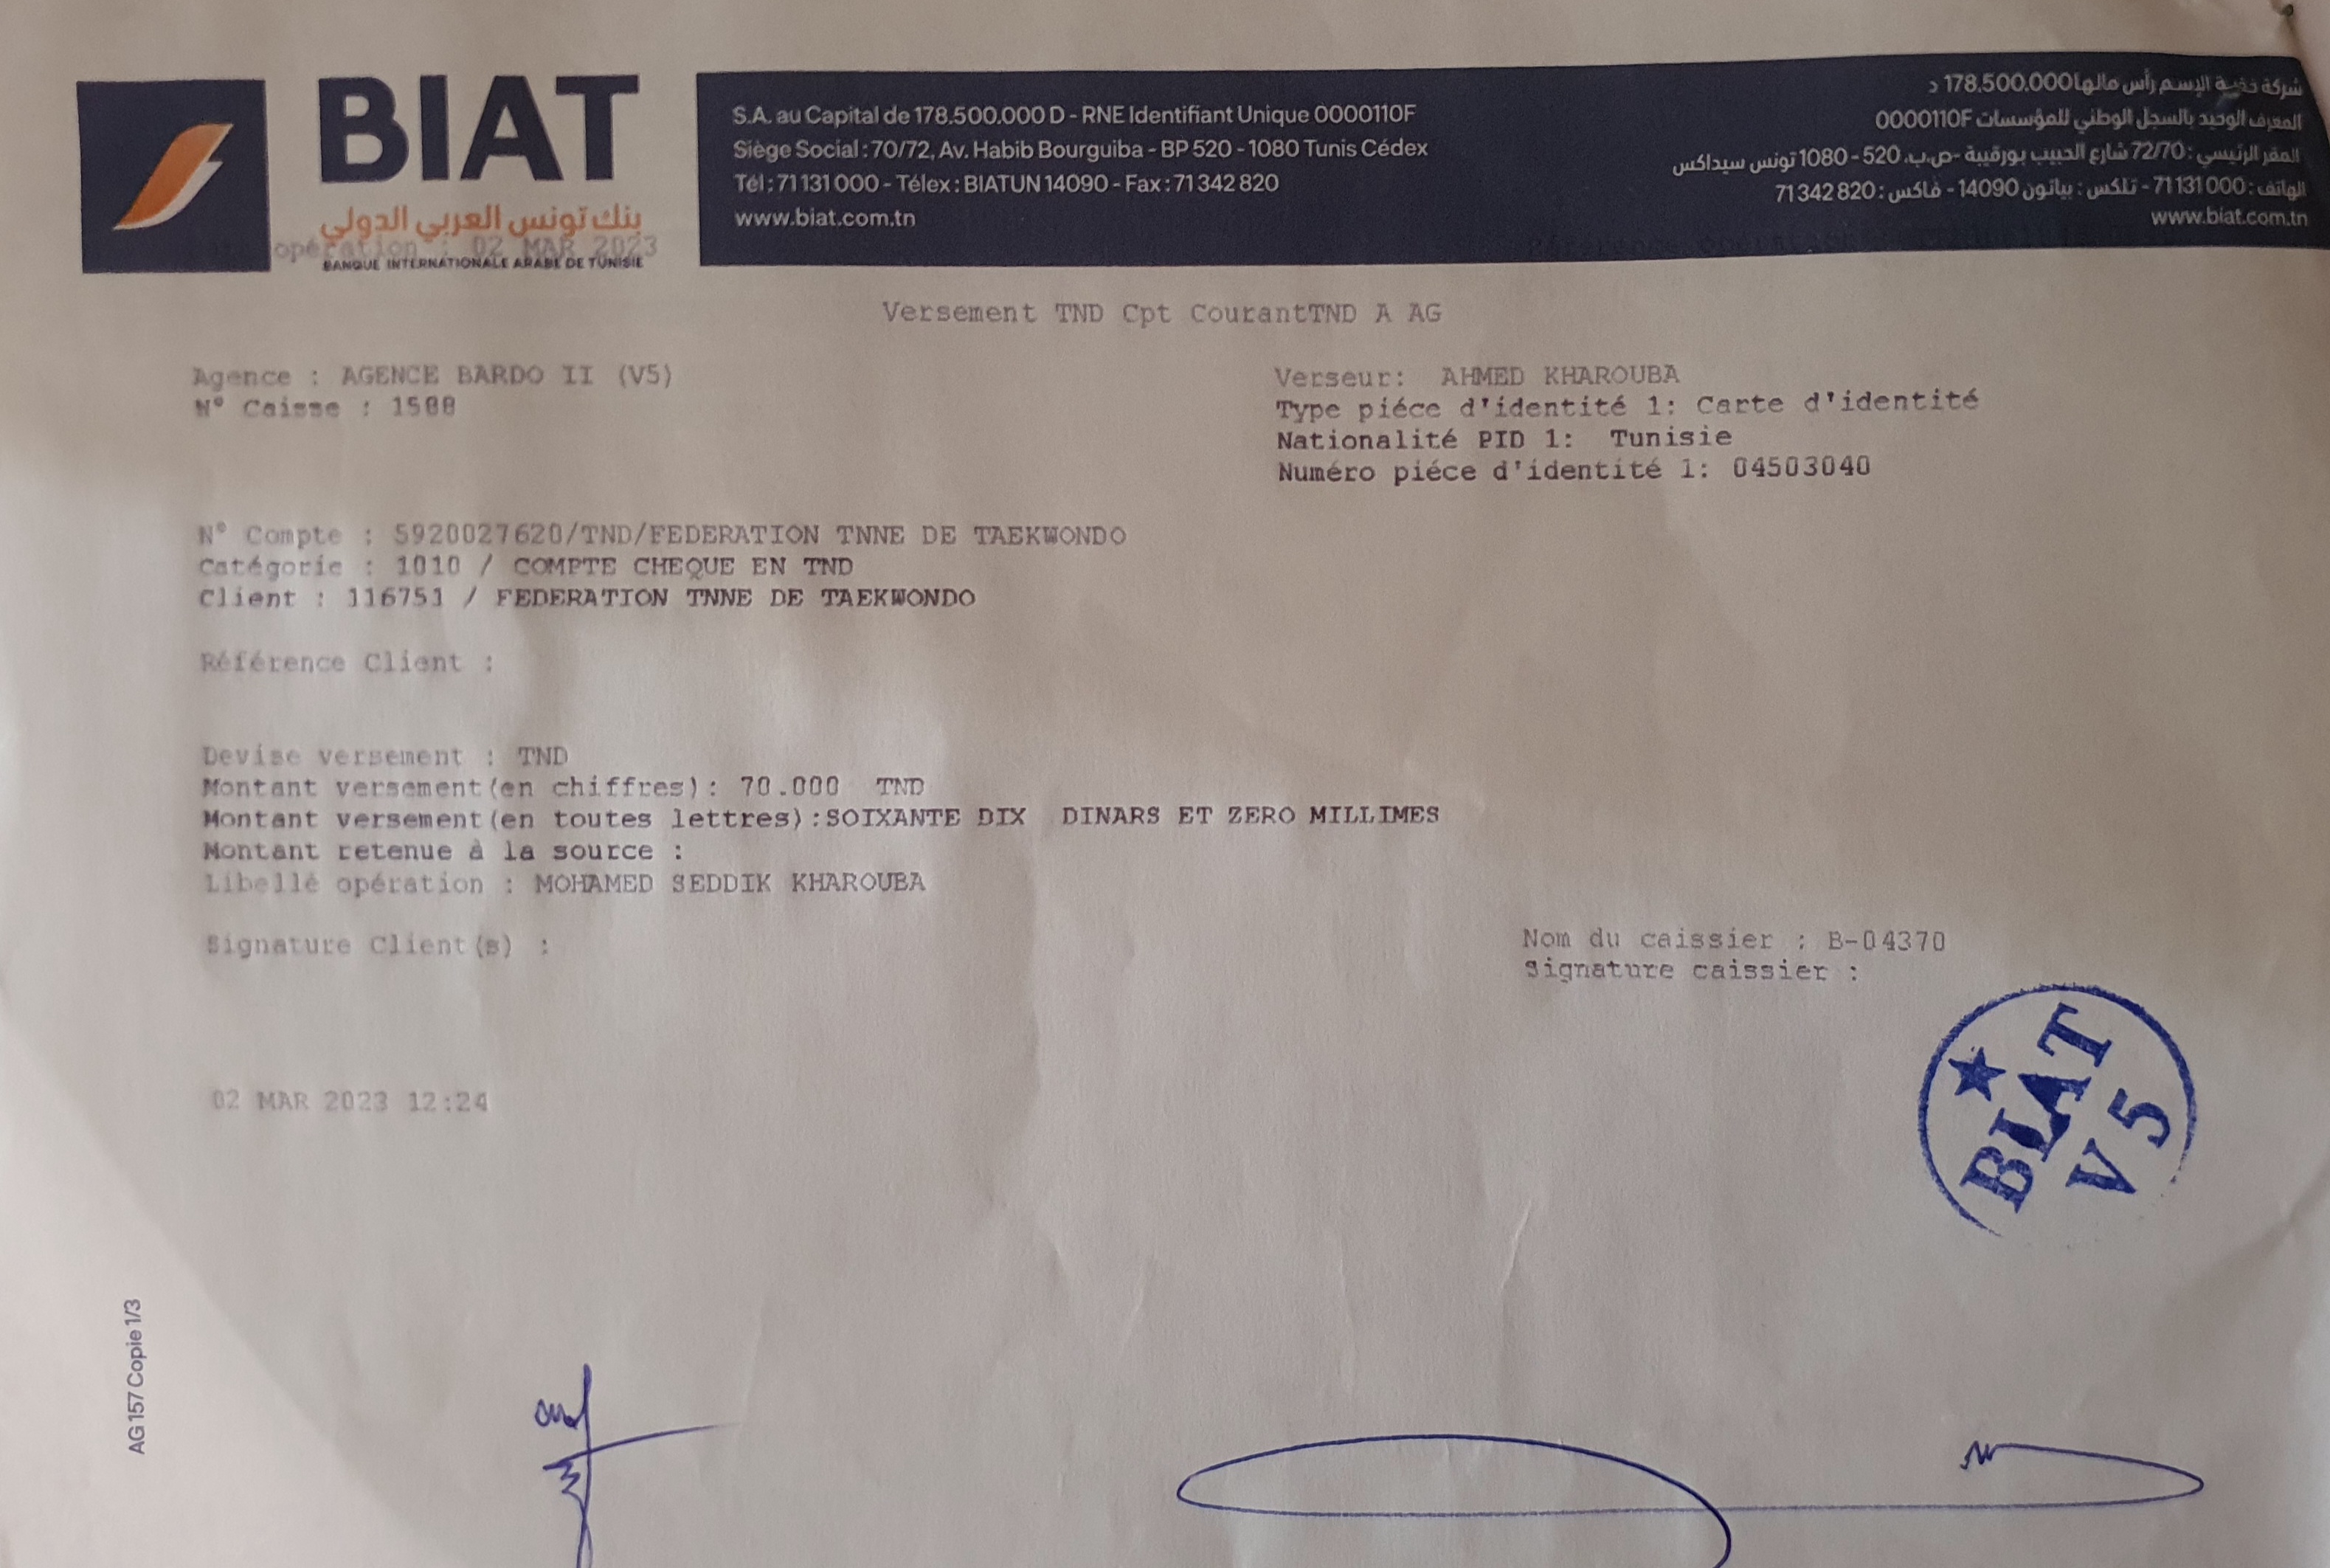 BIAT
بنك تونس العربي الدولي
opération : 02 MAR 2023
BANQUE INTERNATIONALE ARABE DE TUNISIE
S.A. au Capital de 178.500.000 D - RNE Identifiant Unique 0000110F
Siège Social : 70/72, Av. Habib Bourguiba - BP 520 - 1080 Tunis Cédex
Tél : 71 131 000 - Télex : BIATUN 14090 - Fax : 71 342 820
www.biat.com.tn
شركة خفية الإسم رأس مالها 178.500.000 د
المعرف الوحيد بالسجل الوطني للمؤسسات 0000110F
المقر الرئيسي : 72/70 شارع الحبيب بورقيبة -ص.ب. 520 - 1080 تونس سيداكس
الهاتف : 71 131 000 - تلكس : بياتون 14090 - فاكس : 71 342 820
www.biat.com.tn
Versement TND Cpt CourantTND A AG
Agence : AGENCE BARDO II (V5)
N° Caisse : 1588
Verseur: AHMED KHAROUBA
Type piéce d'identité 1: Carte d'identité
Nationalité PID 1: Tunisie
Numéro piéce d'identité 1: 04503040
N° Compte : 5920027620/TND/FEDERATION TNNE DE TAEKWONDO
Catégorie : 1010 / COMPTE CHEQUE EN TND
Client : 116751 / FEDERATION TNNE DE TAEKWONDO
Référence Client :
Devise versement : TND
Montant versement(en chiffres): 70.000 TND
Montant versement(en toutes lettres):SOIXANTE DIX DINARS ET ZERO MILLIMES
Montant retenue à la source :
Libellé opération : MOHAMED SEDDIK KHAROUBA
Signature Client(s) :
Nom du caissier : B-04370
Signature caissier :
BIAT
V5
02 MAR 2023 12:24
AG 157 Copie 1/3